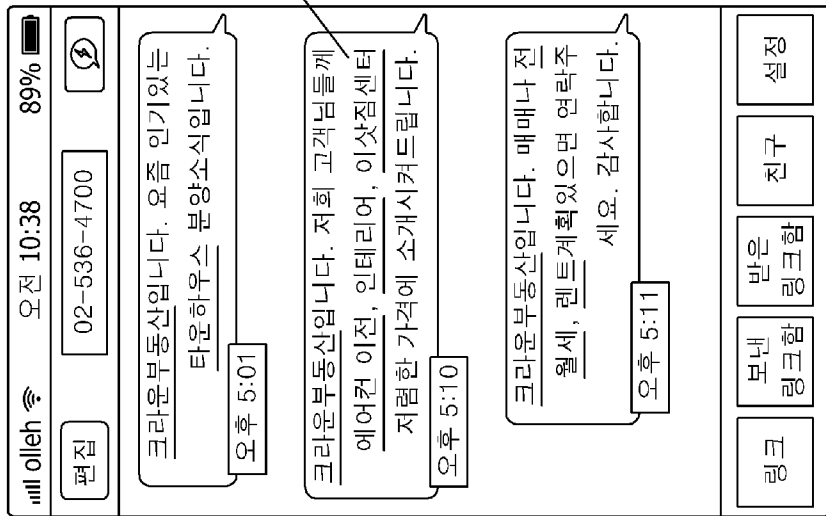 olleh 오전 10:38 89%
편집 02-536-4700
크라운부동산입니다. 요즘 인기있는
타운하우스 분양소식입니다.
오후 5:01
크라운부동산입니다. 저희 고객님들께
에어컨 이전, 인테리어, 이삿짐센터
저렴한 가격에 소개시켜드립니다.
오후 5:10
크라운부동산입니다. 매매나 전
월세, 렌트계획있으면 연락주
세요. 감사합니다.
오후 5:11
링크 보낸 링크함 받은 링크함 친구 설정